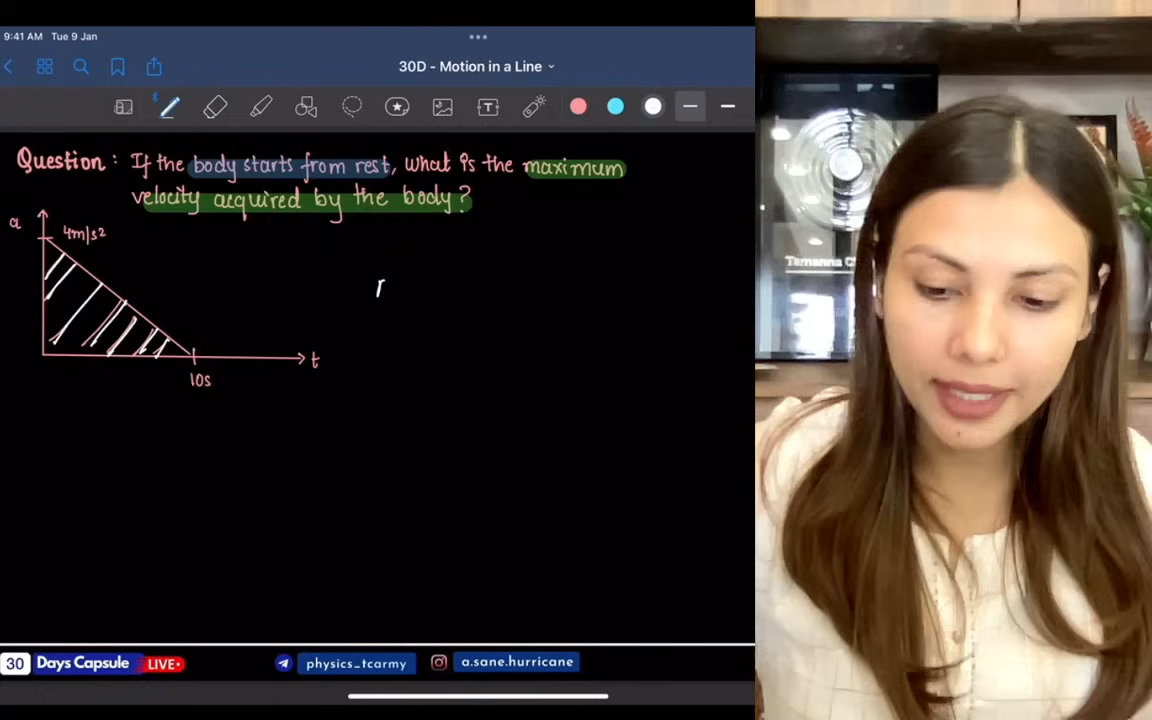 9:41 AM Tue 9 Jan
30D - Motion in a Line
Question: If the body starts from rest, what is the maximum
velocity acquired by the body?
a
4m/s2
t
10s
30 Days Capsule LIVE
physics_tcarmy
a.sane.hurricane